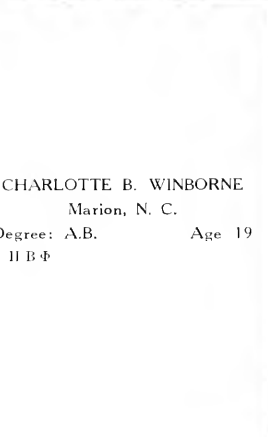 CHARLOTTE B. WINBORNE
Marion, N. C.
Degree: A.B. Age 19
Π Β Φ